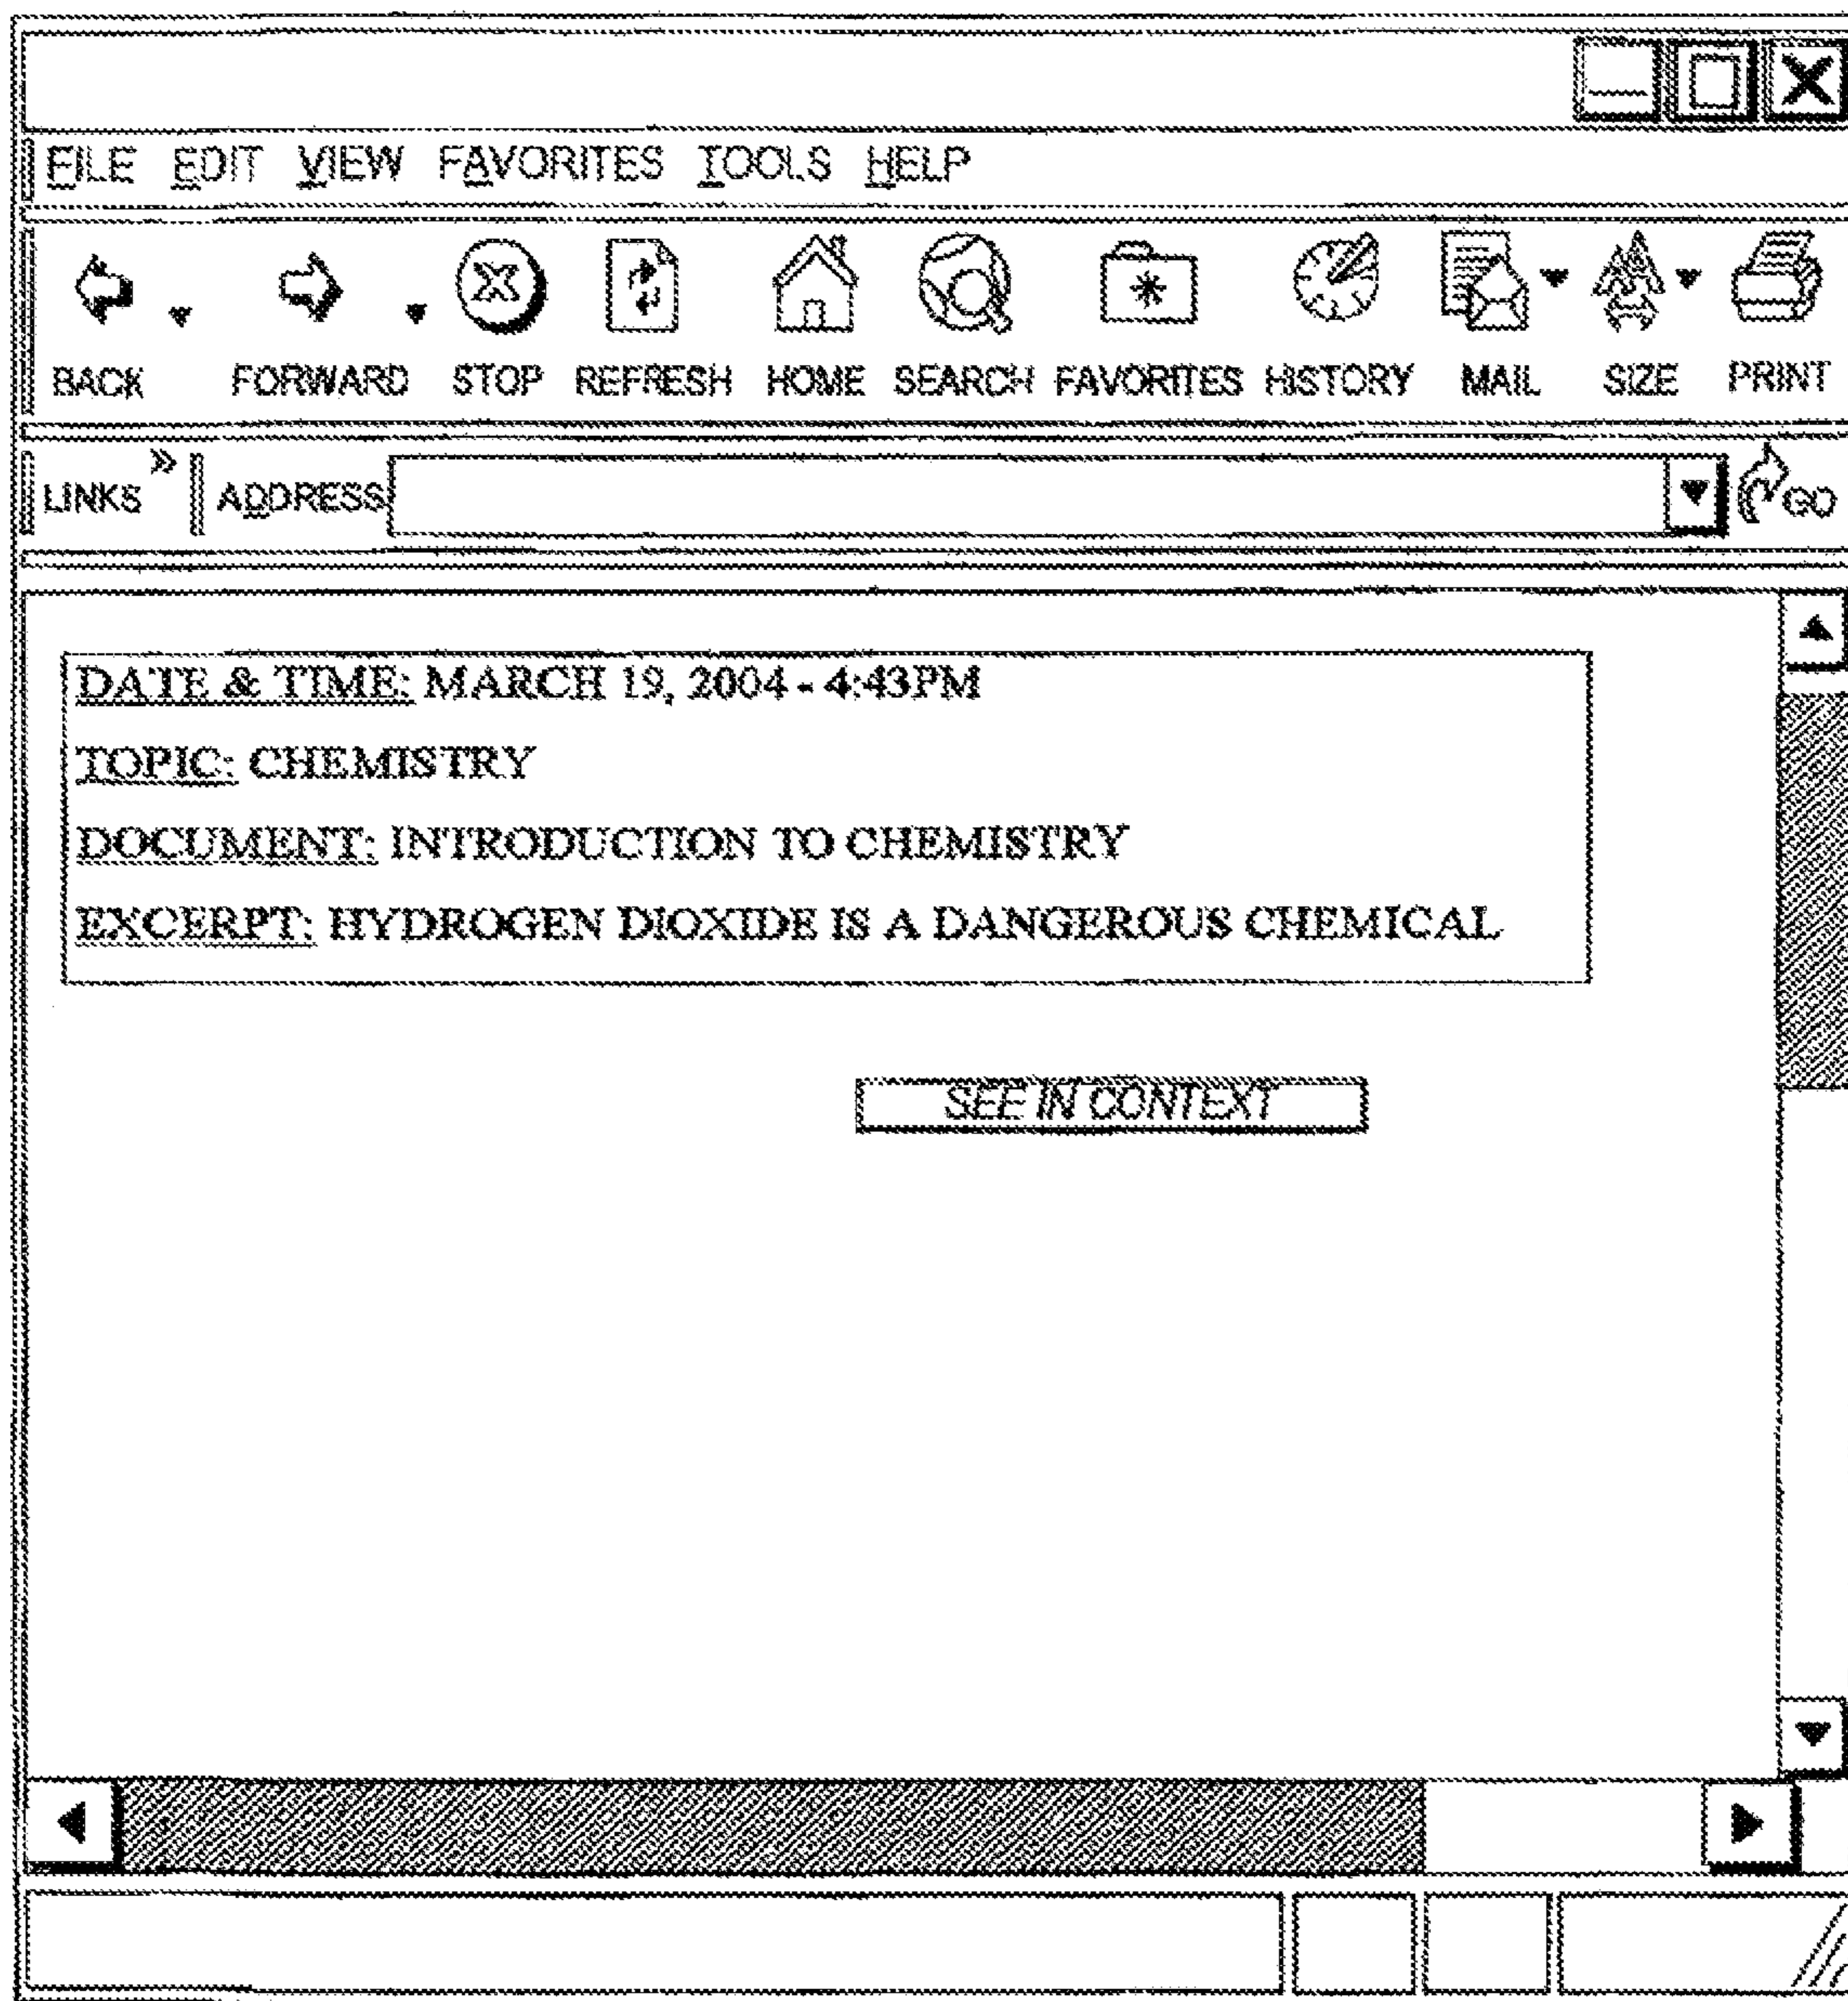 FILE EDIT VIEW FAVORITES TOOLS HELP
BACK FORWARD STOP REFRESH HOME SEARCH FAVORITES HISTORY MAIL SIZE PRINT
LINKS » ADDRESS GO
DATE & TIME: MARCH 19, 2004 - 4:43PM
TOPIC: CHEMISTRY
DOCUMENT: INTRODUCTION TO CHEMISTRY
EXCERPT: HYDROGEN DIOXIDE IS A DANGEROUS CHEMICAL
SEE IN CONTEXT